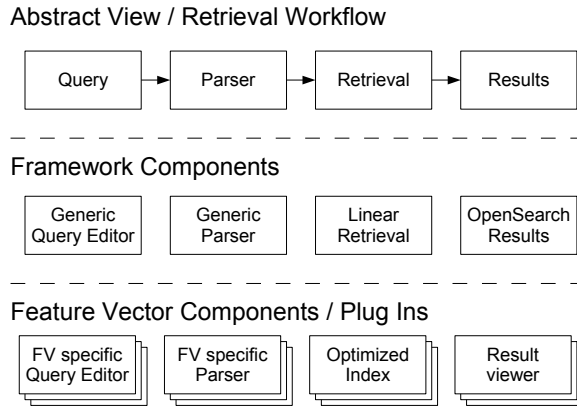 Abstract View / Retrieval Workflow
Query
Parser
Retrieval
Results
Framework Components
Generic
Query Editor
Generic
Parser
Linear
Retrieval
OpenSearch
Results
Feature Vector Components / Plug Ins
FV specific
Query Editor
FV specific
Parser
Optimized
Index
Result
viewer